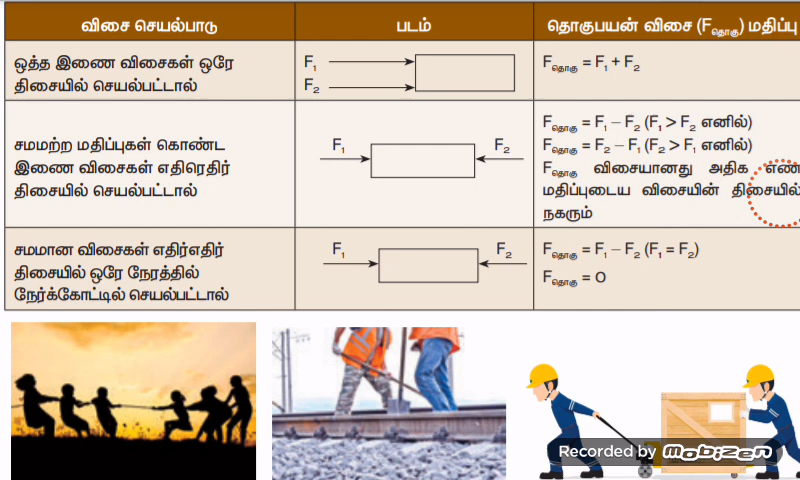 விசை செயல்பாடு
படம்
தொகுபயன் விசை (Fதொகு) மதிப்பு
ஒத்த இணை விசைகள் ஒரே
திசையில் செயல்பட்டால்
F₁
F₂
Fதொகு = F₁ + F₂
சமமற்ற மதிப்புகள் கொண்ட
இணை விசைகள் எதிரெதிர்
திசையில் செயல்பட்டால்
F₁ F₂
Fதொகு = F₁ – F₂ (F₁ > F₂ எனில்)
Fதொகு = F₂ – F₁ (F₂ > F₁ எனில்)
Fதொகு விசையானது அதிக எண்
மதிப்புடைய விசையின் திசையில்
நகரும்
சமமான விசைகள் எதிர்எதிர்
திசையில் ஒரே நேரத்தில்
நேர்க்கோட்டில் செயல்பட்டால்
F₁ F₂
Fதொகு = F₁ – F₂ (F₁ = F₂)
Fதொகு = 0
Recorded by mobizen